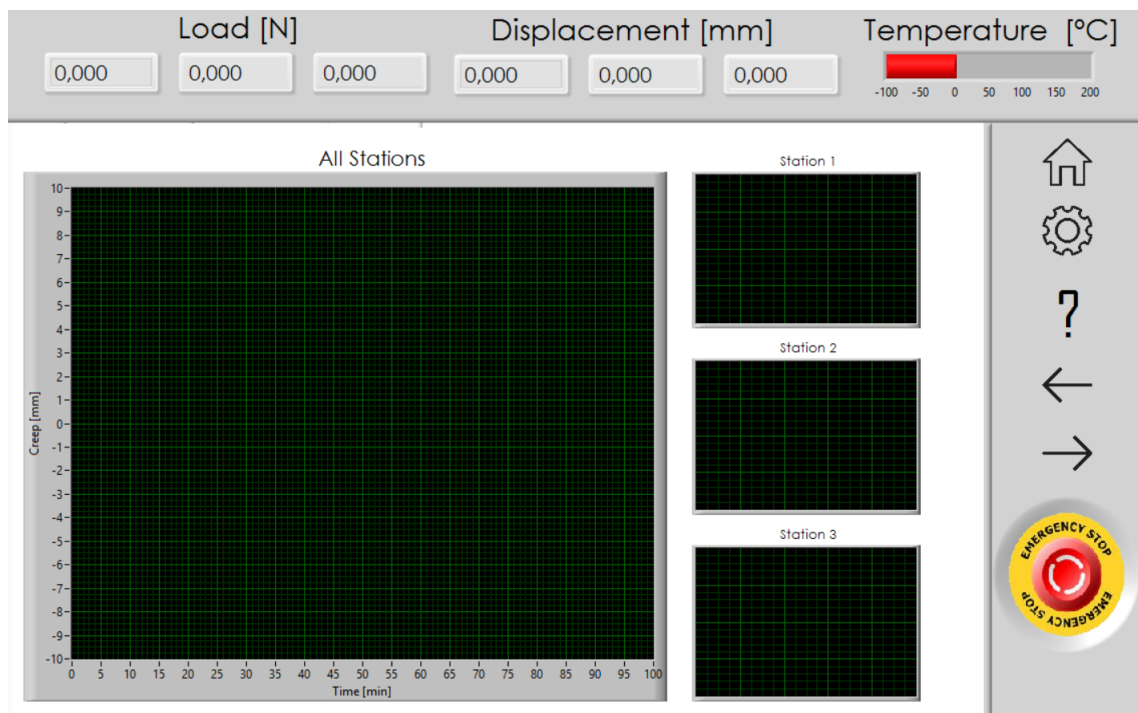 Load [N]
Displacement [mm]
Temperature [ºC]
0,000
0,000
0,000
0,000
0,000
0,000
-100 -50 0 50 100 150 200
All Stations
10
9
8
7
6
5
4
3
2
1
0
-1
-2
-3
-4
-5
-6
-7
-8
-9
-10
Creep [mm]
0 5 10 15 20 25 30 35 40 45 50 55 60 65 70 75 80 85 90 95 100
Time [min]
Station 1
Station 2
Station 3
?
EMERGENCY STOP
EMERGENCY STOP